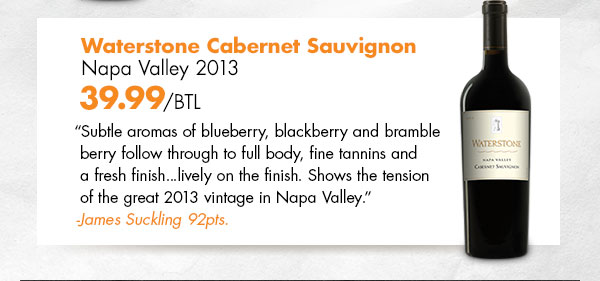 Waterstone Cabernet Sauvignon
Napa Valley 2013
39.99/BTL
“Subtle aromas of blueberry, blackberry and bramble
berry follow through to full body, fine tannins and
a fresh finish...lively on the finish. Shows the tension
of the great 2013 vintage in Napa Valley.”
-James Suckling 92pts.
WATERSTONE
NAPA VALLEY
CABERNET SAUVIGNON